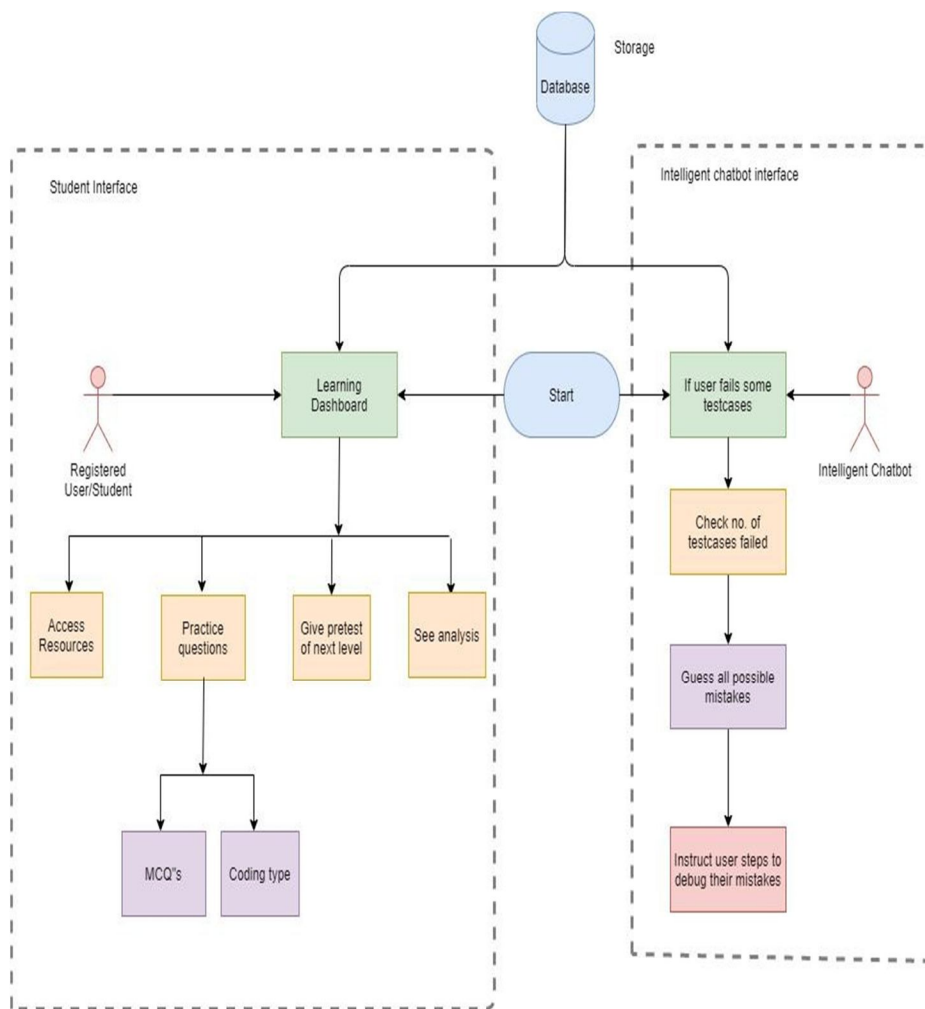 Storage
Database
Student Interface
Intelligent chatbot interface
Learning
Dashboard
Start
If user fails some
testcases
Registered
User/Student
Intelligent Chatbot
Check no. of
testcases failed
Access
Resources
Practice
questions
Give pretest
of next level
See analysis
Guess all possible
mistakes
MCQ"s
Coding type
Instruct user steps to
debug their mistakes